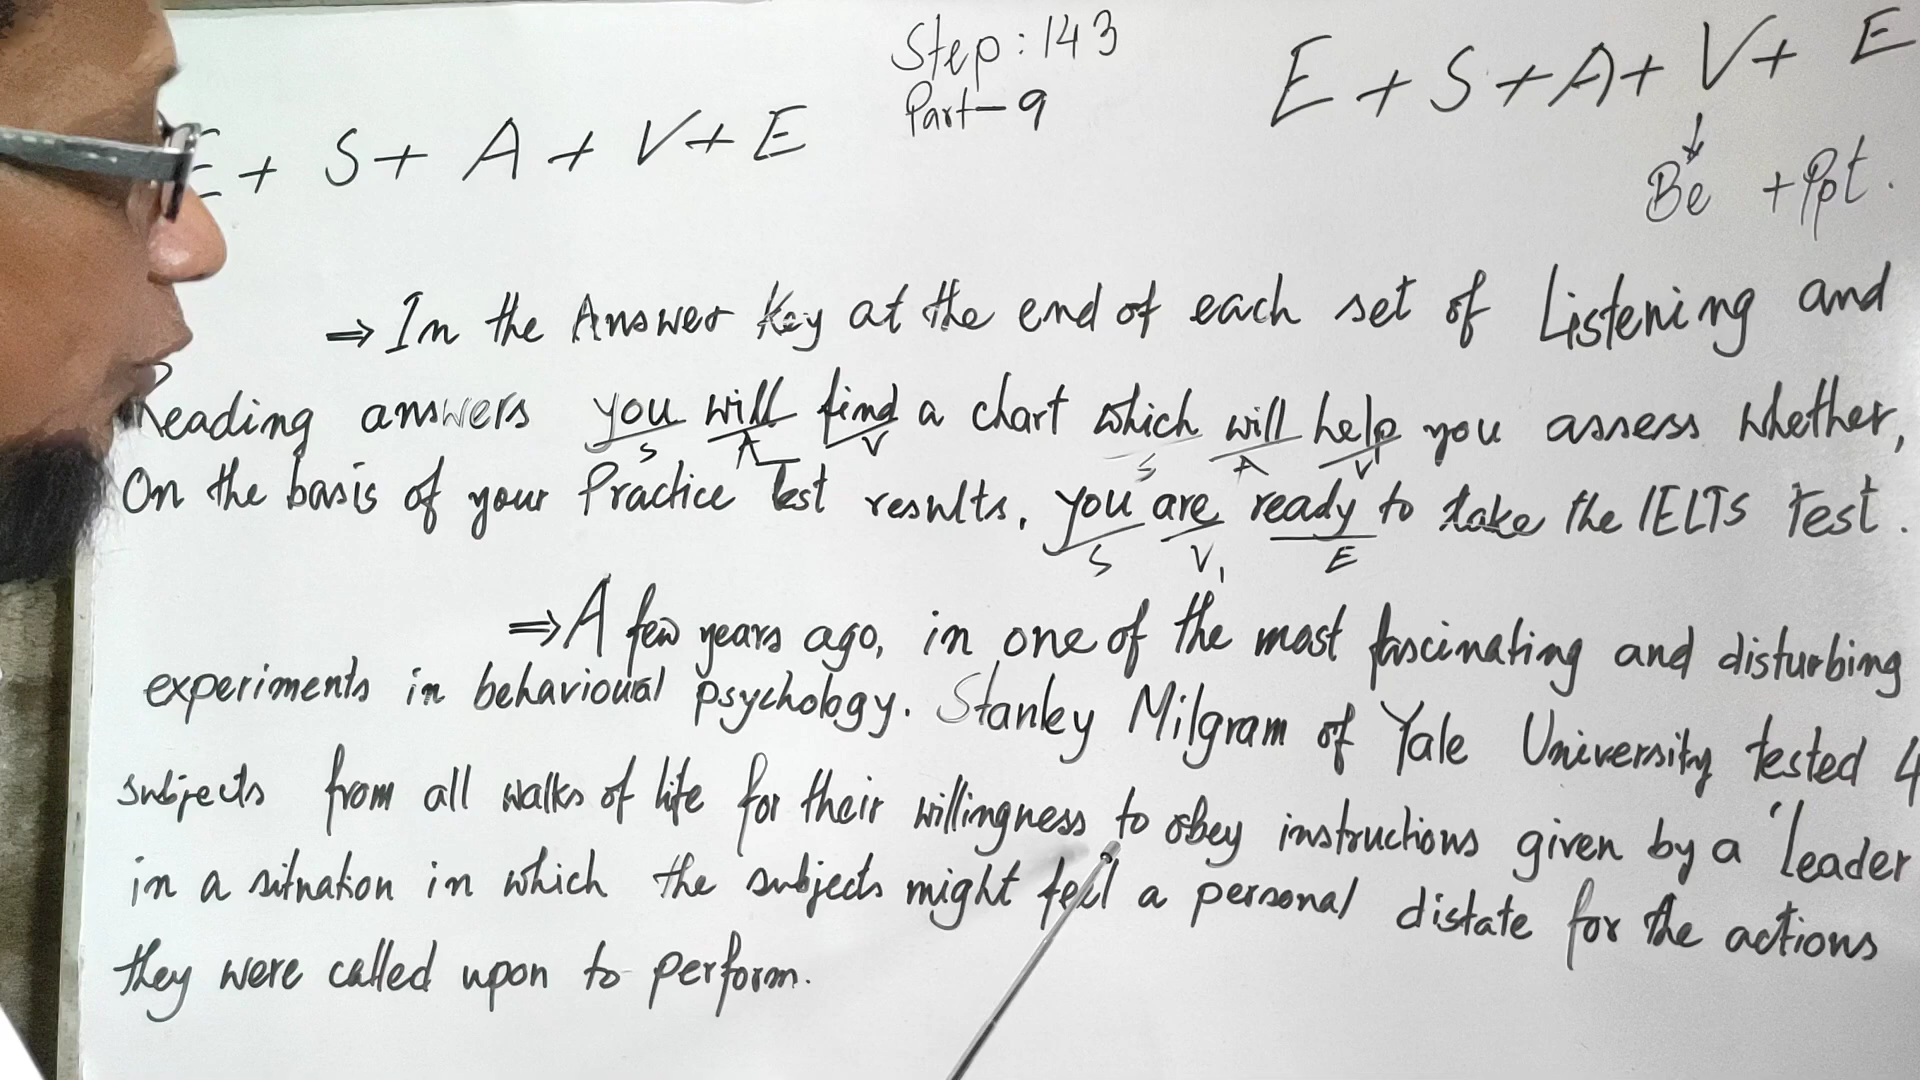 Step: 143
Part-9
E + S + A + V + E
E + S + A + V + E
Be + Ppt.
⇒ In the Answer Key at the end of each set of Listening and
Reading answers you will find a chart which will help you assess whether,
S A V S A V
On the basis of your Practice Test results, you are ready to take the IELTS Test.
S V1 E
⇒ A few years ago, in one of the most fascinating and disturbing
experiments in behavioural psychology. Stanley Milgram of Yale University tested 4
subjects from all walks of life for their willingness to obey instructions given by a 'leader
in a situation in which the subjects might feel a personal distate for the actions
they were called upon to perform.